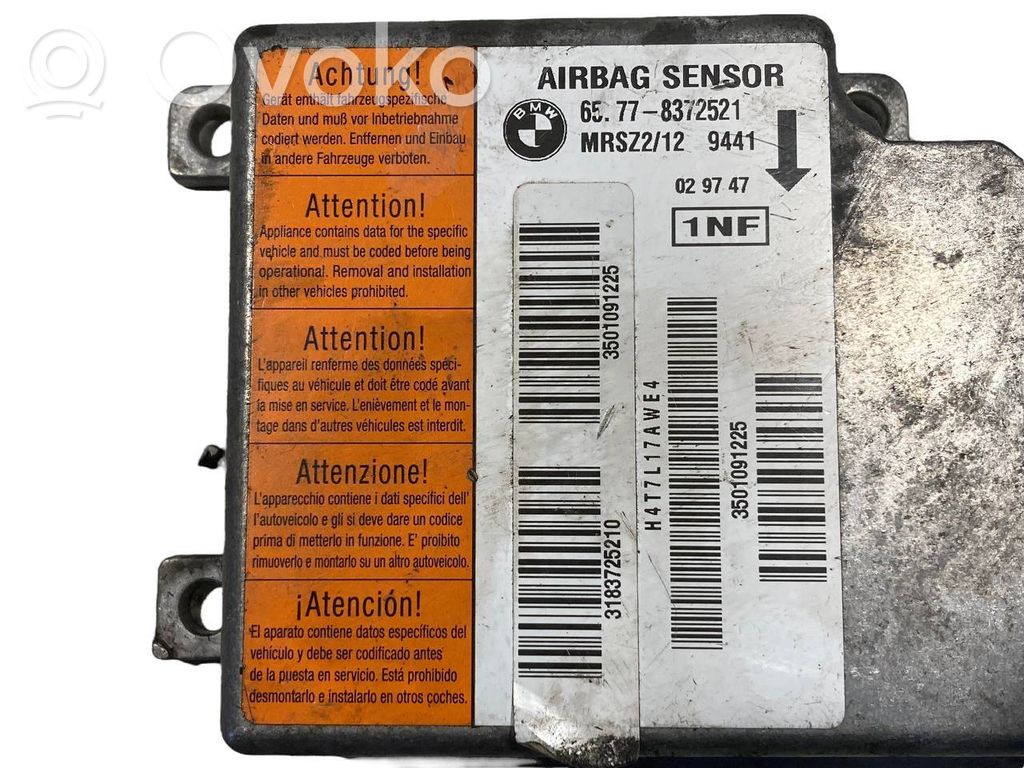 Ovoko
Achtung!
Gerät enthält fahrzeugspezifische
Daten und muß vor Inbetriebnahme
codiert werden. Entfernen und Einbau
in andere Fahrzeuge verboten.
Attention!
Appliance contains data for the specific
vehicle and must be coded before being
operational. Removal and installation
in other vehicles prohibited.
Attention!
L'appareil renferme des données spéci-
fiques au véhicule et doit être codé avant
la mise en service. L'enièvement et le mon-
tage dans d'autres véhicules est interdit.
Attenzione!
L'apparecchio contiene i dati specifici dell'
l'autoveicolo e gli si deve dare un codice
prima di metterlo in funzione. E' proibito
rimuoverlo e montarlo su un altro autoveicolo.
¡Atención!
El aparato contiene datos específicos del
vehículo y debe ser codificado antes
de la puesta en servicio. Está prohibido
desmontarlo e instalarlo en otros coches.
AIRBAG SENSOR
BMW
65.77-8372521
MRSZ2/12 9441
02 97 47
1NF
3501091225
3183725210
H4T7L17AWE4
3501091225